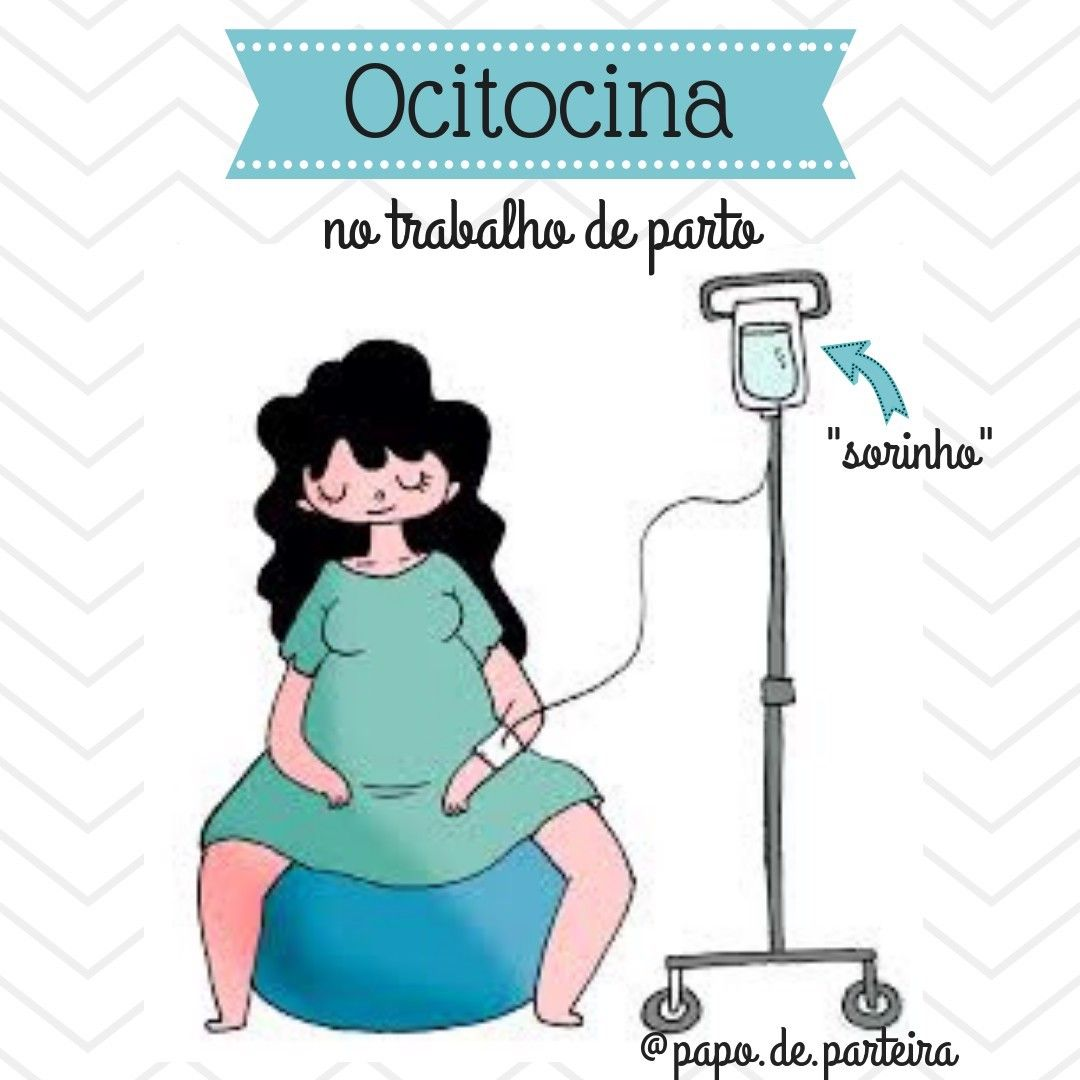 Ocitocina
no trabalho de parto
"sorinho"
@papo.de.parteira